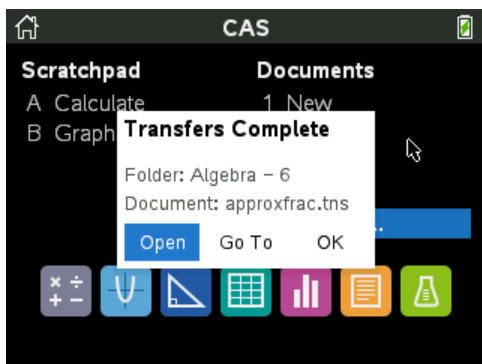 CAS
Scratchpad Documents
A Calculate 1 New
B Graph
Transfers Complete
Folder: Algebra – 6
Document: approxfrac.tns
..
Open Go To OK